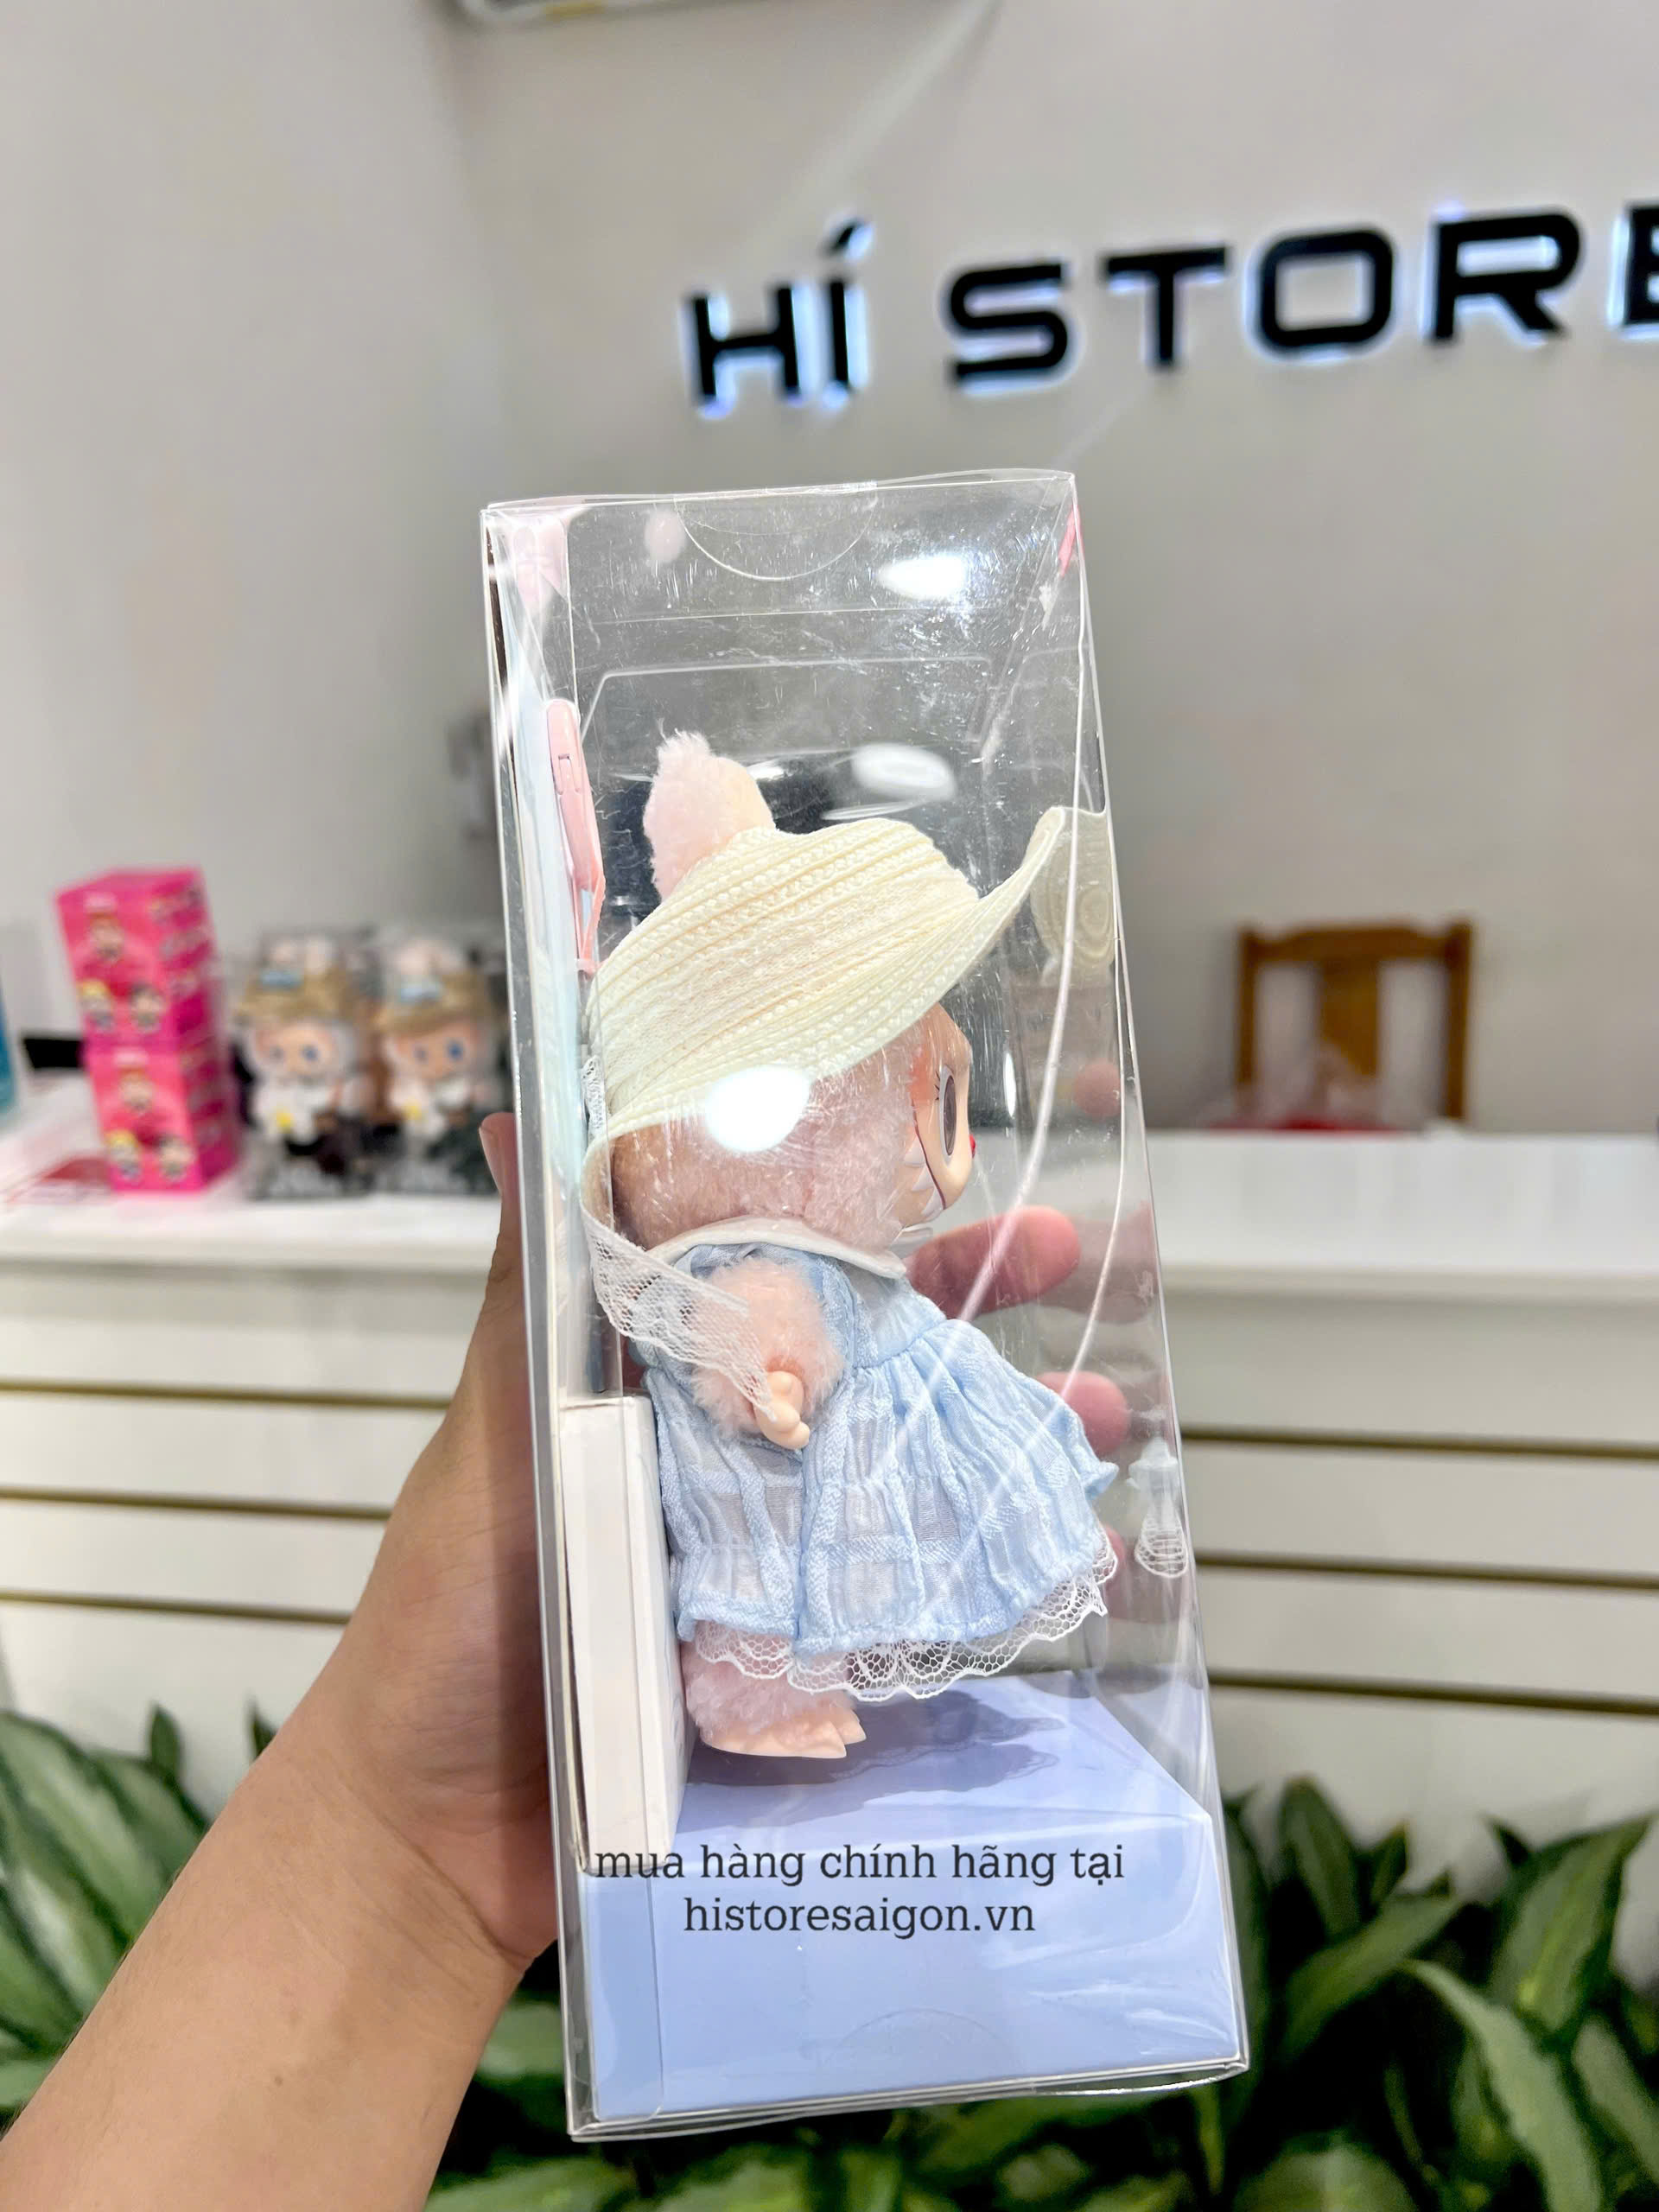 HÍ STORE
mua hàng chính hãng tại
historesaigon.vn